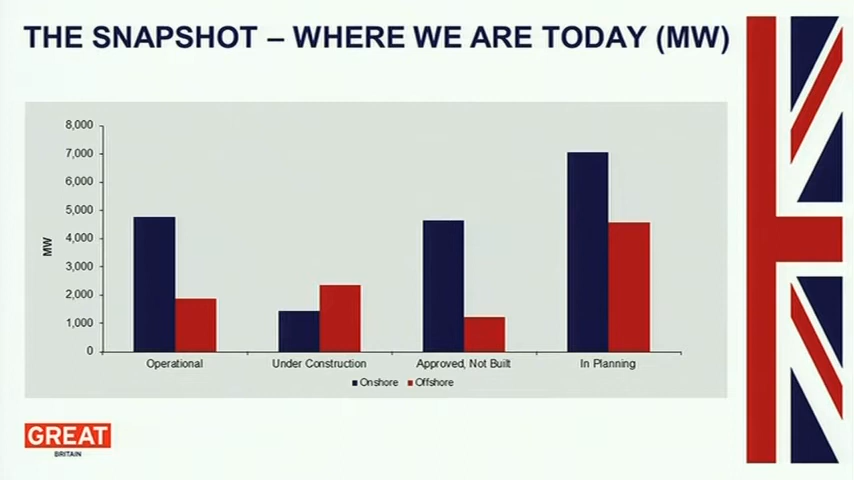 THE SNAPSHOT – WHERE WE ARE TODAY (MW)
8,000
7,000
6,000
5,000
4,000
3,000
2,000
1,000
0
MW
Operational
Under Construction
Approved, Not Built
In Planning
Onshore
Offshore
GREAT
BRITAIN